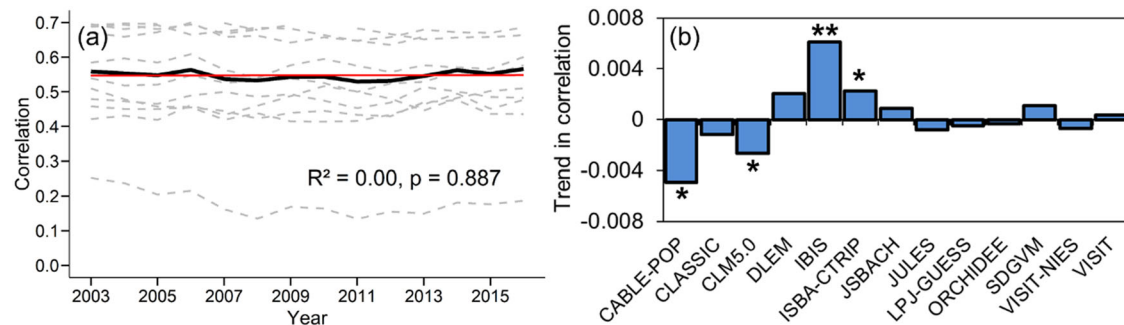 (a)
Correlation
0.7
0.6
0.5
0.4
0.3
0.2
0.1
0.0
R² = 0.00, p = 0.887
2003 2005 2007 2009 2011 2013 2015
Year
(b)
Trend in correlation
0.008
0.004
0
-0.004
-0.008
*
*
**
*
CABLE-POP
CLASSIC
CLM5.0
DLEM
IBIS
ISBA-CTRIP
JSBACH
JULES
LPJ-GUESS
ORCHIDEE
SDGVM
VISIT-NIES
VISIT